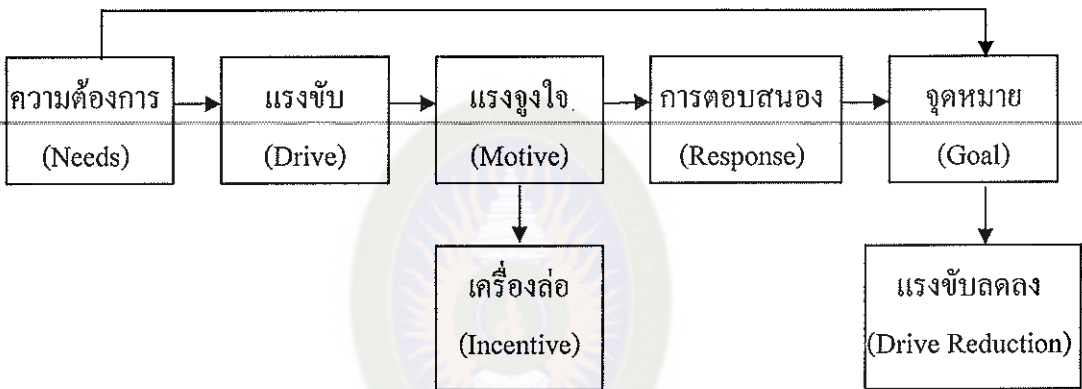 ความต้องการ
(Needs)
แรงขับ
(Drive)
แรงจูงใจ
(Motive)
การตอบสนอง
(Response)
จุดหมาย
(Goal)
เครื่องล่อ
(Incentive)
แรงขับลดลง
(Drive Reduction)